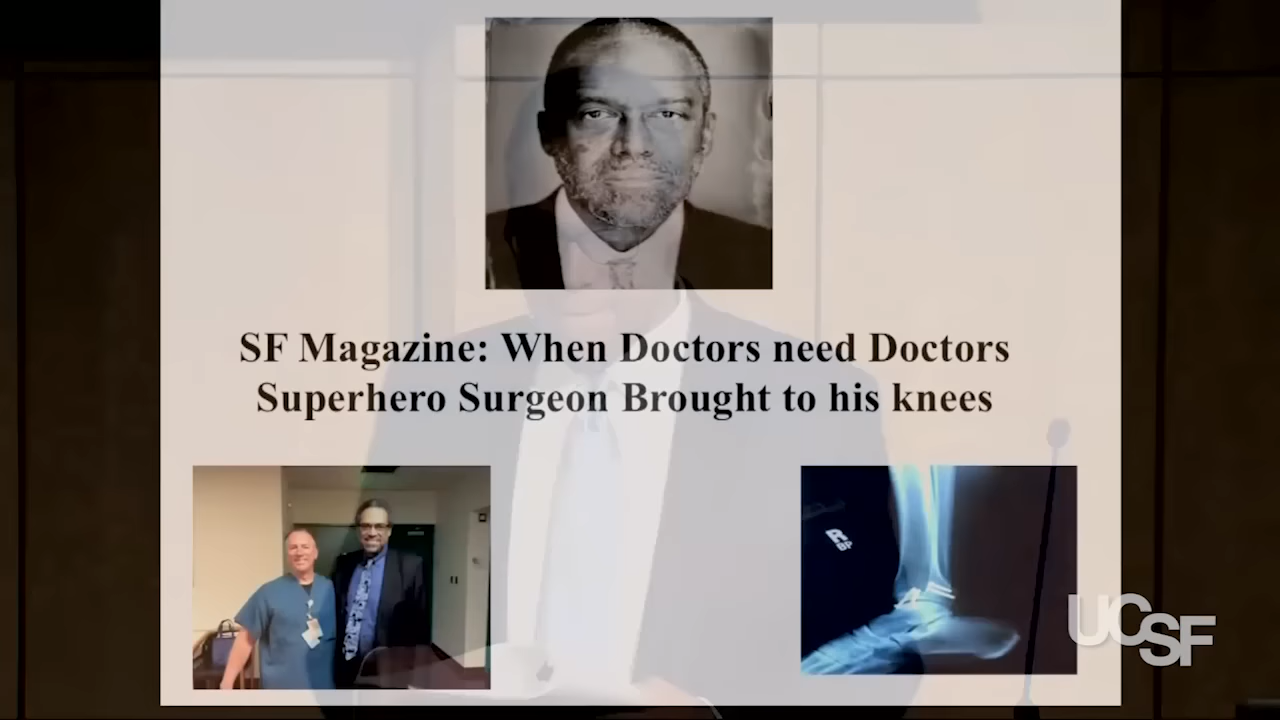 SF Magazine: When Doctors need Doctors
Superhero Surgeon Brought to his knees
R
UCSF